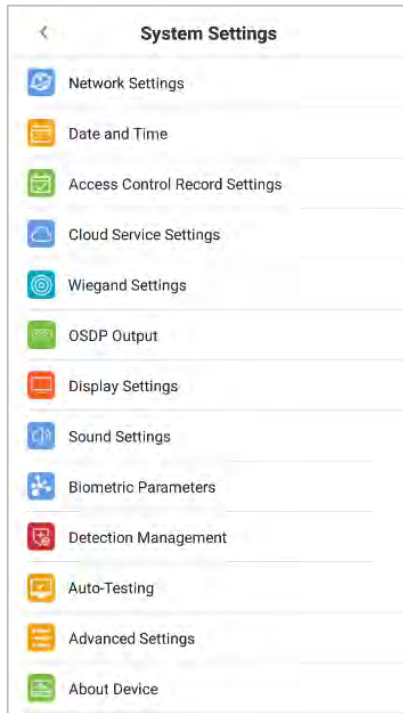 System Settings
Network Settings
Date and Time
Access Control Record Settings
Cloud Service Settings
Wiegand Settings
OSDP Output
Display Settings
Sound Settings
Biometric Parameters
Detection Management
Auto-Testing
Advanced Settings
About Device